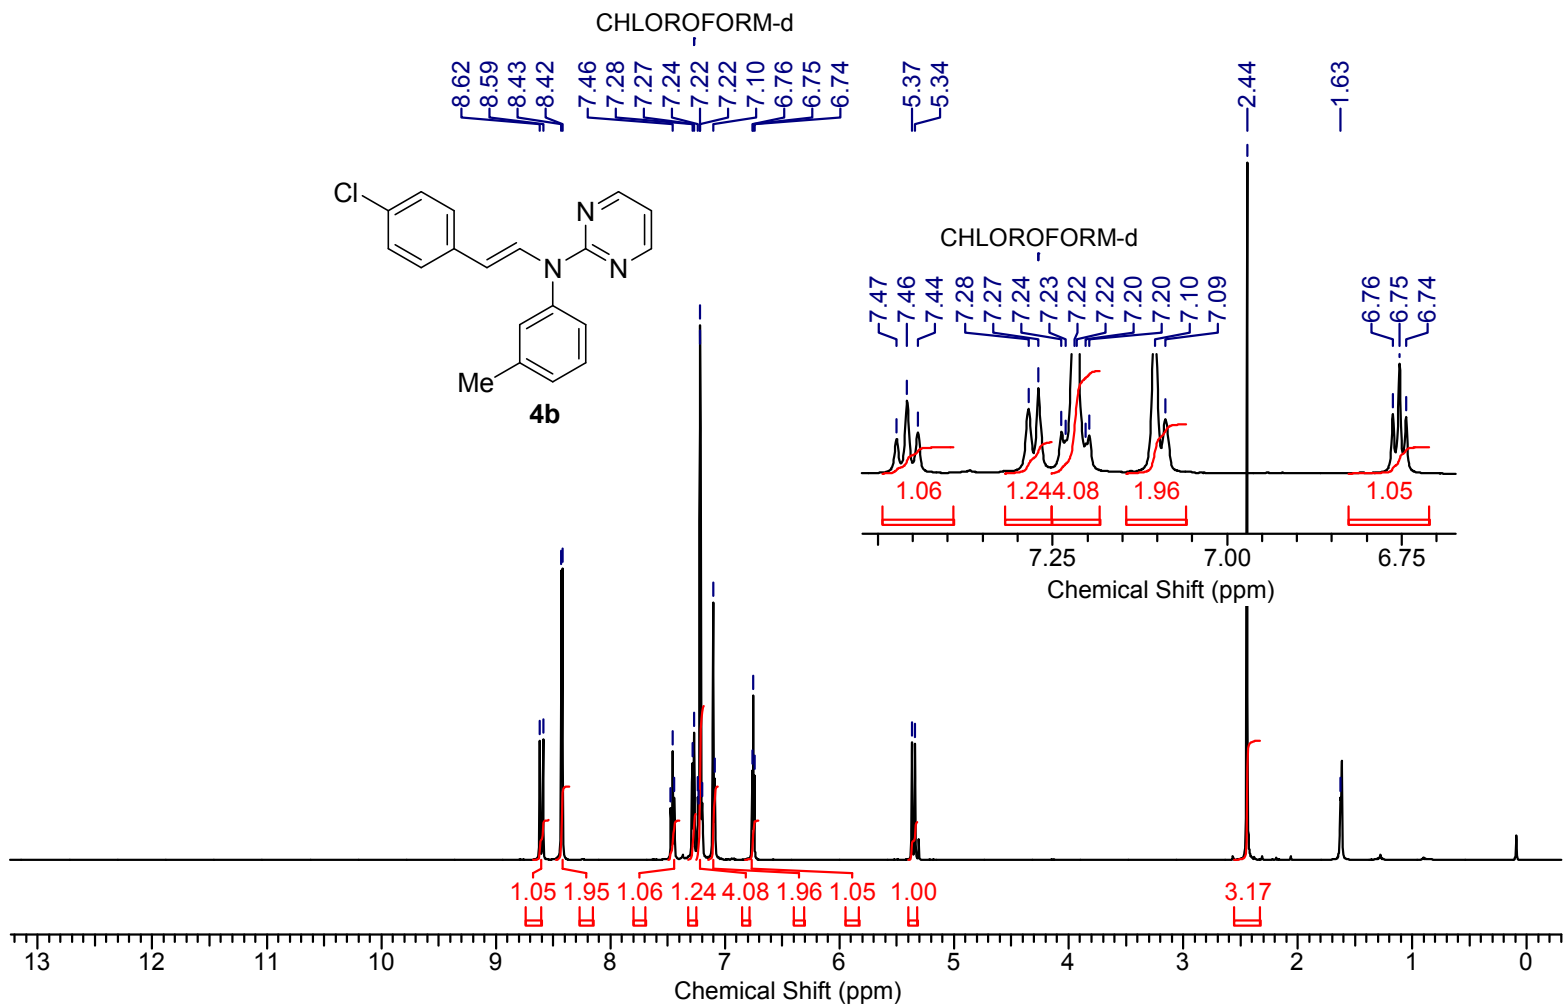 CHLOROFORM-d
8.62 8.59 8.43 8.42 7.46 7.28 7.27 7.24 7.22 7.22 7.10 6.76 6.75 6.74 5.37 5.34 2.44 1.63
Cl
N
N
N
Me
4b
CHLOROFORM-d
7.47 7.46 7.44 7.28 7.27 7.24 7.23 7.22 7.22 7.20 7.20 7.10 7.09 6.76 6.75 6.74
1.06 1.24 4.08 1.96 1.05
7.25 7.00 6.75
Chemical Shift (ppm)
1.05 1.95 1.06 1.24 4.08 1.96 1.05 1.00 3.17
13 12 11 10 9 8 7 6 5 4 3 2 1 0
Chemical Shift (ppm)